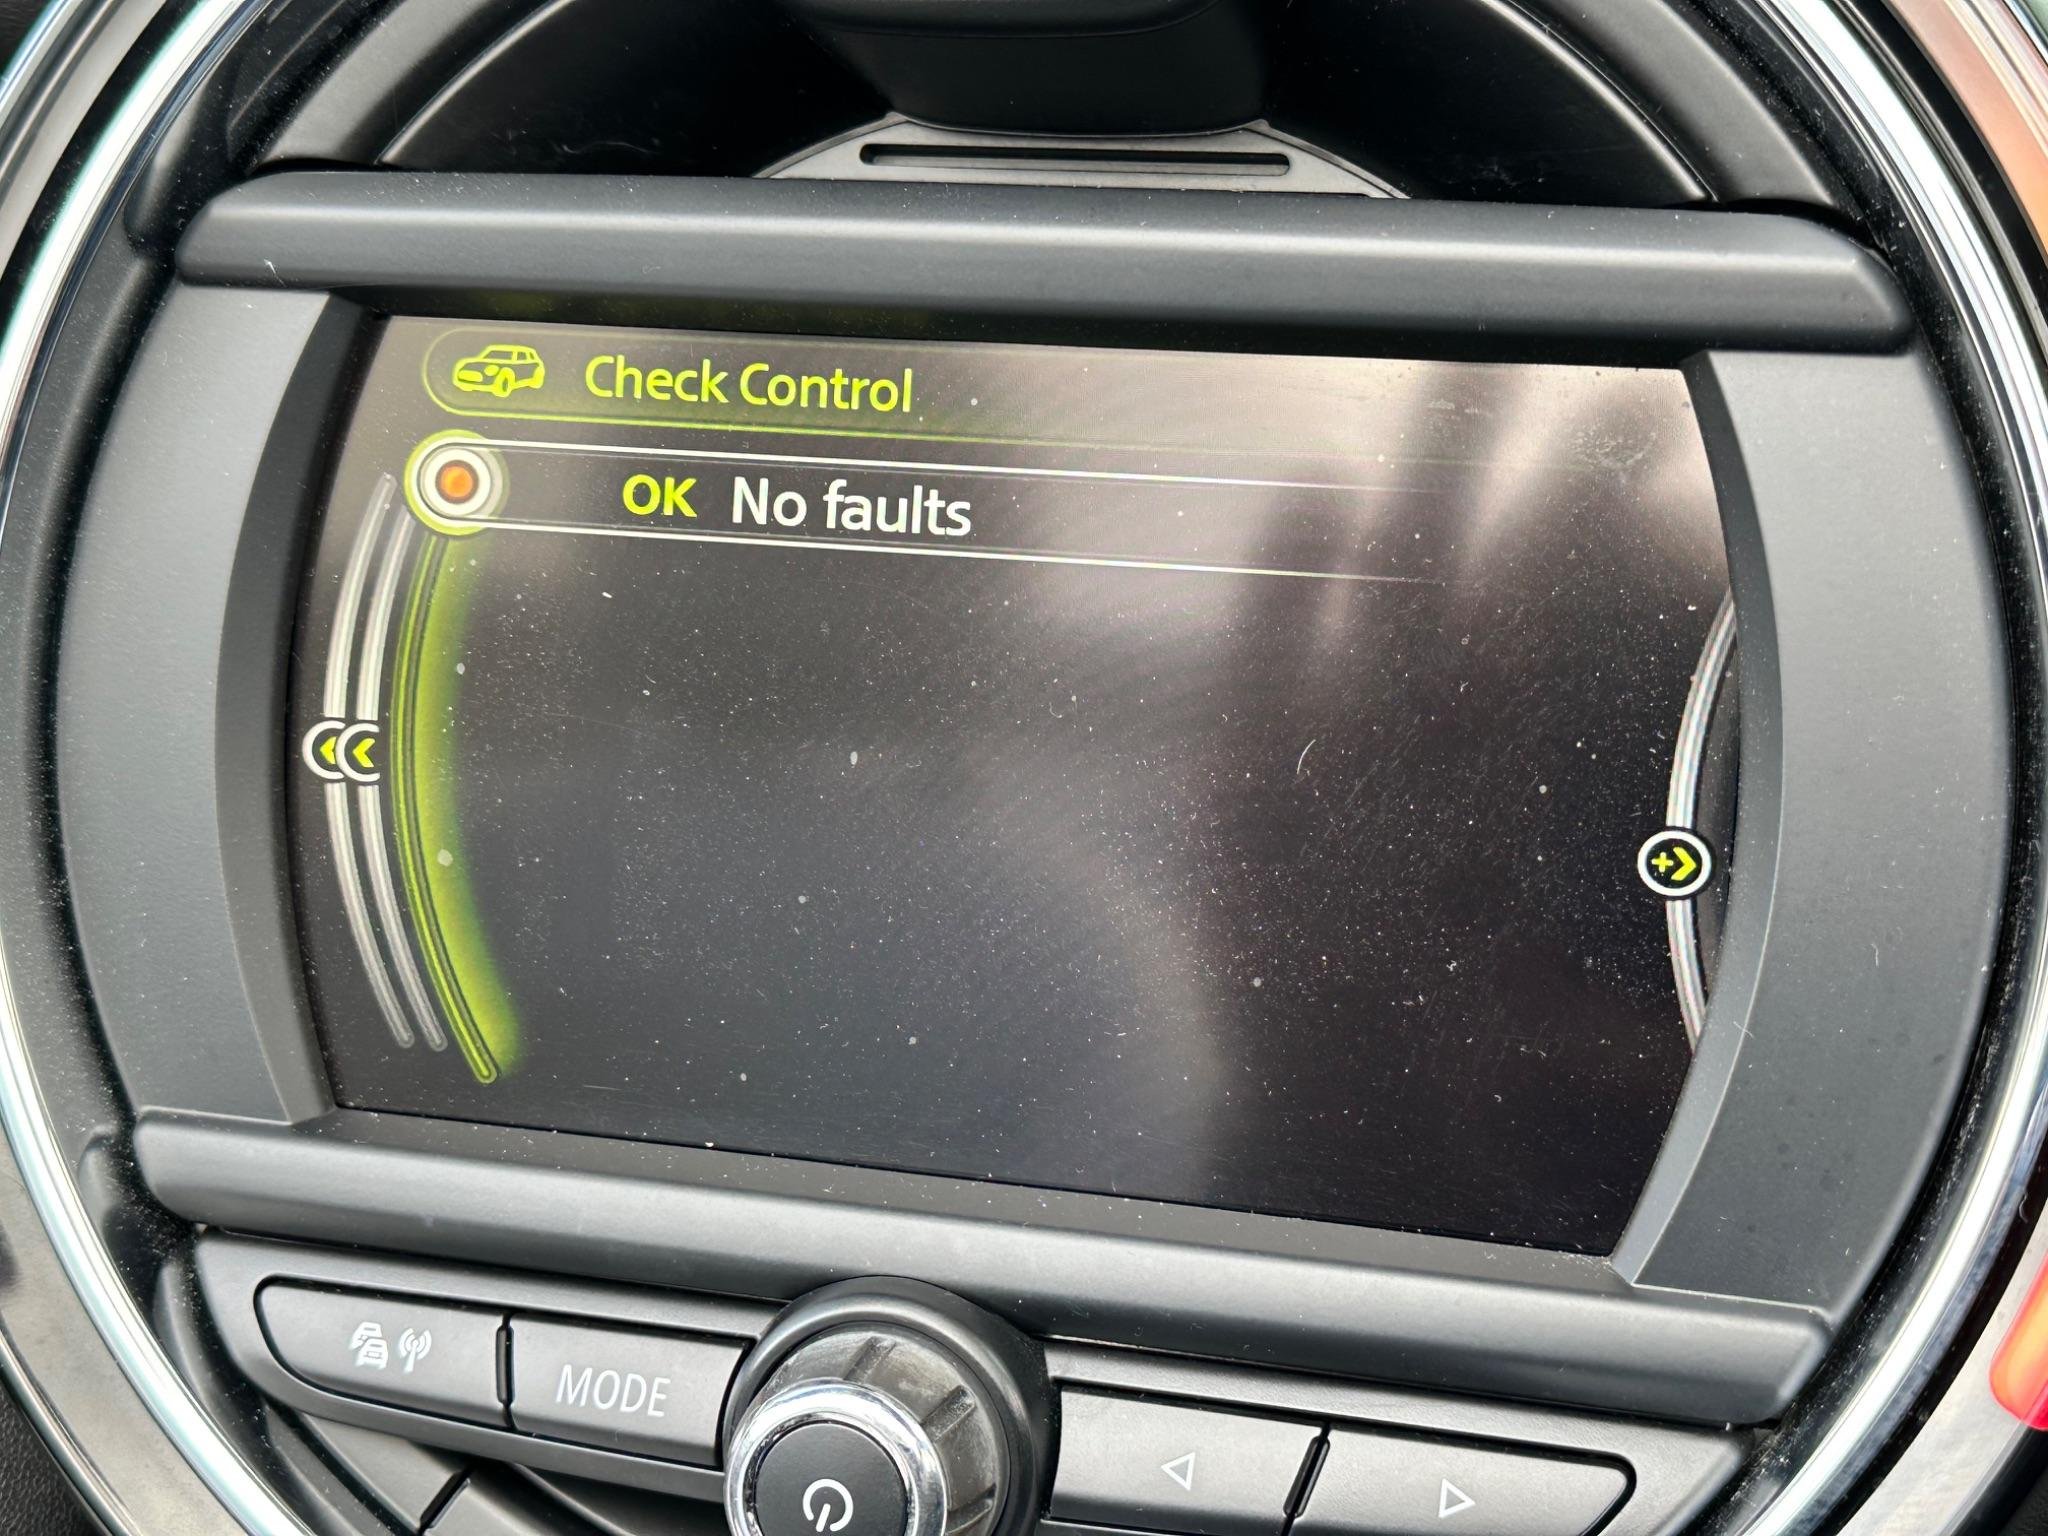 Check Control
OK No faults
MODE